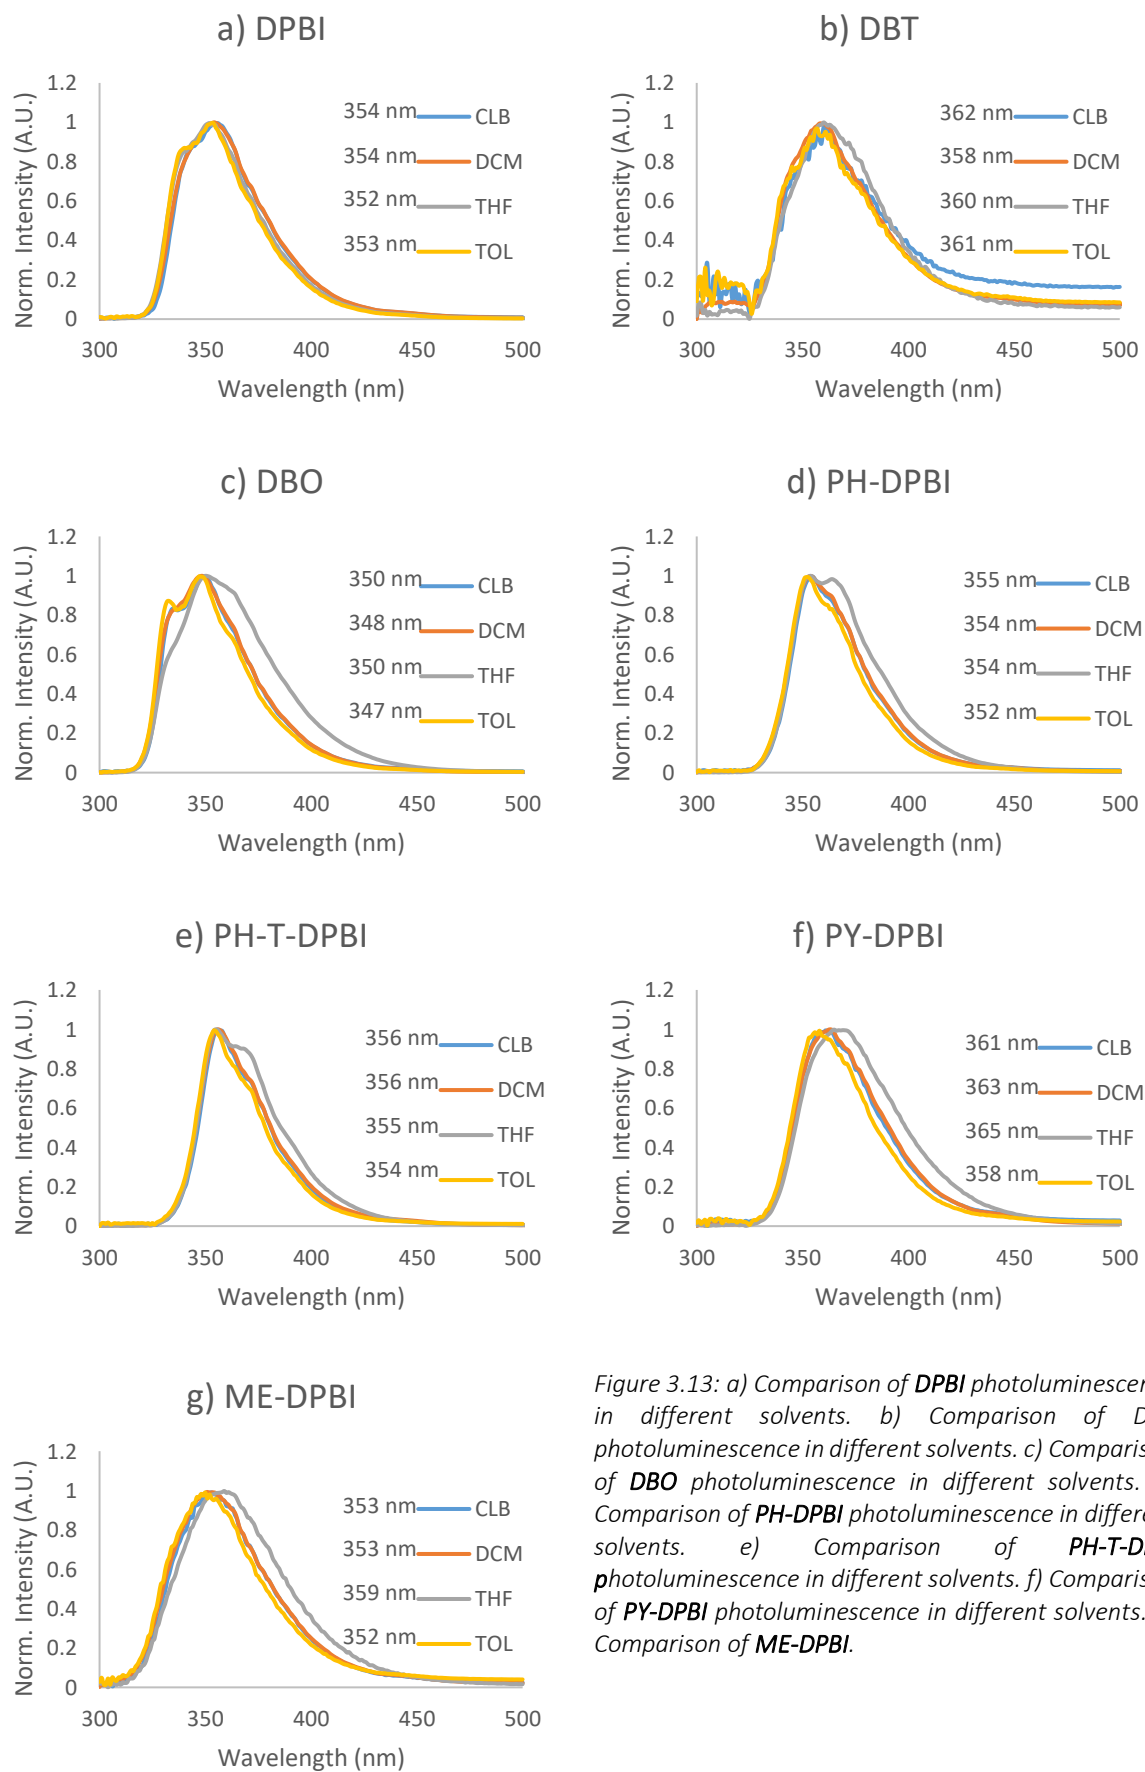 a) DPBI
1.2
1
0.8
0.6
0.4
0.2
0
Norm. Intensity (A.U.)
354 nm CLB
354 nm DCM
352 nm THF
353 nm TOL
300 350 400 450 500
Wavelength (nm)
b) DBT
1.2
1
0.8
0.6
0.4
0.2
0
Norm. Intensity (A.U.)
362 nm CLB
358 nm DCM
360 nm THF
361 nm TOL
300 350 400 450 500
Wavelength (nm)
c) DBO
1.2
1
0.8
0.6
0.4
0.2
0
Norm. Intensity (A.U.)
350 nm CLB
348 nm DCM
350 nm THF
347 nm TOL
300 350 400 450 500
Wavelength (nm)
d) PH-DPBI
1.2
1
0.8
0.6
0.4
0.2
0
Norm. Intensity (A.U.)
355 nm CLB
354 nm DCM
354 nm THF
352 nm TOL
300 350 400 450 500
Wavelength (nm)
e) PH-T-DPBI
1.2
1
0.8
0.6
0.4
0.2
0
Norm. Intensity (A.U.)
356 nm CLB
356 nm DCM
355 nm THF
354 nm TOL
300 350 400 450 500
Wavelength (nm)
f) PY-DPBI
1.2
1
0.8
0.6
0.4
0.2
0
Norm. Intensity (A.U.)
361 nm CLB
363 nm DCM
365 nm THF
358 nm TOL
300 350 400 450 500
Wavelength (nm)
g) ME-DPBI
1.2
1
0.8
0.6
0.4
0.2
0
Norm. Intensity (A.U.)
353 nm CLB
353 nm DCM
359 nm THF
352 nm TOL
300 350 400 450 500
Wavelength (nm)
Figure 3.13: a) Comparison of DPBI photoluminescen
in different solvents. b) Comparison of D
photoluminescence in different solvents. c) Comparis
of DBO photoluminescence in different solvents.
Comparison of PH-DPBI photoluminescence in differe
solvents. e) Comparison of PH-T-D
photoluminescence in different solvents. f) Comparis
of PY-DPBI photoluminescence in different solvents.
Comparison of ME-DPBI.